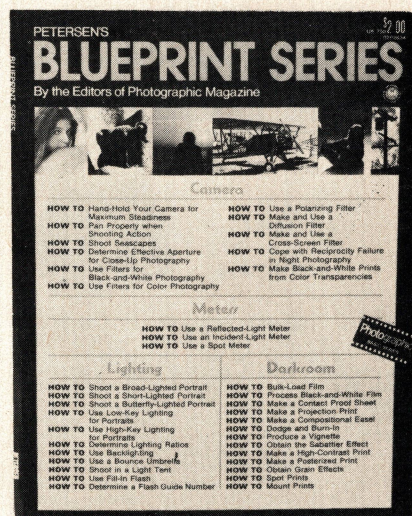 $2.00
PETERSEN'S
BLUEPRINT SERIES
By the Editors of Photographic Magazine
Camera
HOW TO Hand-Hold Your Camera for
Maximum Steadiness
HOW TO Pan Properly when
Shooting Action
HOW TO Shoot Seascapes
HOW TO Determine Effective Aperture
for Close-Up Photography
HOW TO Use Filters for
Black-and-White Photography
HOW TO Use Filters for Color Photography
HOW TO Use a Polarizing Filter
HOW TO Make and Use a
Diffusion Filter
HOW TO Make and Use a
Cross-Screen Filter
HOW TO Cope with Reciprocity Failure
in Night Photography
HOW TO Make Black-and-White Prints
from Color Transparencies
Meters
HOW TO Use a Reflected-Light Meter
HOW TO Use an Incident-Light Meter
HOW TO Use a Spot Meter
Photographic
Lighting
HOW TO Shoot a Broad-Lighted Portrait
HOW TO Shoot a Short-Lighted Portrait
HOW TO Shoot a Butterfly-Lighted Portrait
HOW TO Use Low-Key Lighting
for Portraits
HOW TO Use High-Key Lighting
for Portraits
HOW TO Determine Lighting Ratios
HOW TO Use Backlighting
HOW TO Use a Bounce Umbrella
HOW TO Shoot in a Light Tent
HOW TO Use Fill-In Flash
HOW TO Determine a Flash Guide Number
Darkroom
HOW TO Bulk-Load Film
HOW TO Process Black-and-White Film
HOW TO Make a Contact Proof Sheet
HOW TO Make a Projection Print
HOW TO Make a Compositional Easel
HOW TO Dodge and Burn-In
HOW TO Produce a Vignette
HOW TO Obtain the Sabattier Effect
HOW TO Make a High-Contrast Print
HOW TO Make a Posterized Print
HOW TO Obtain Grain Effects
HOW TO Spot Prints
HOW TO Mount Prints